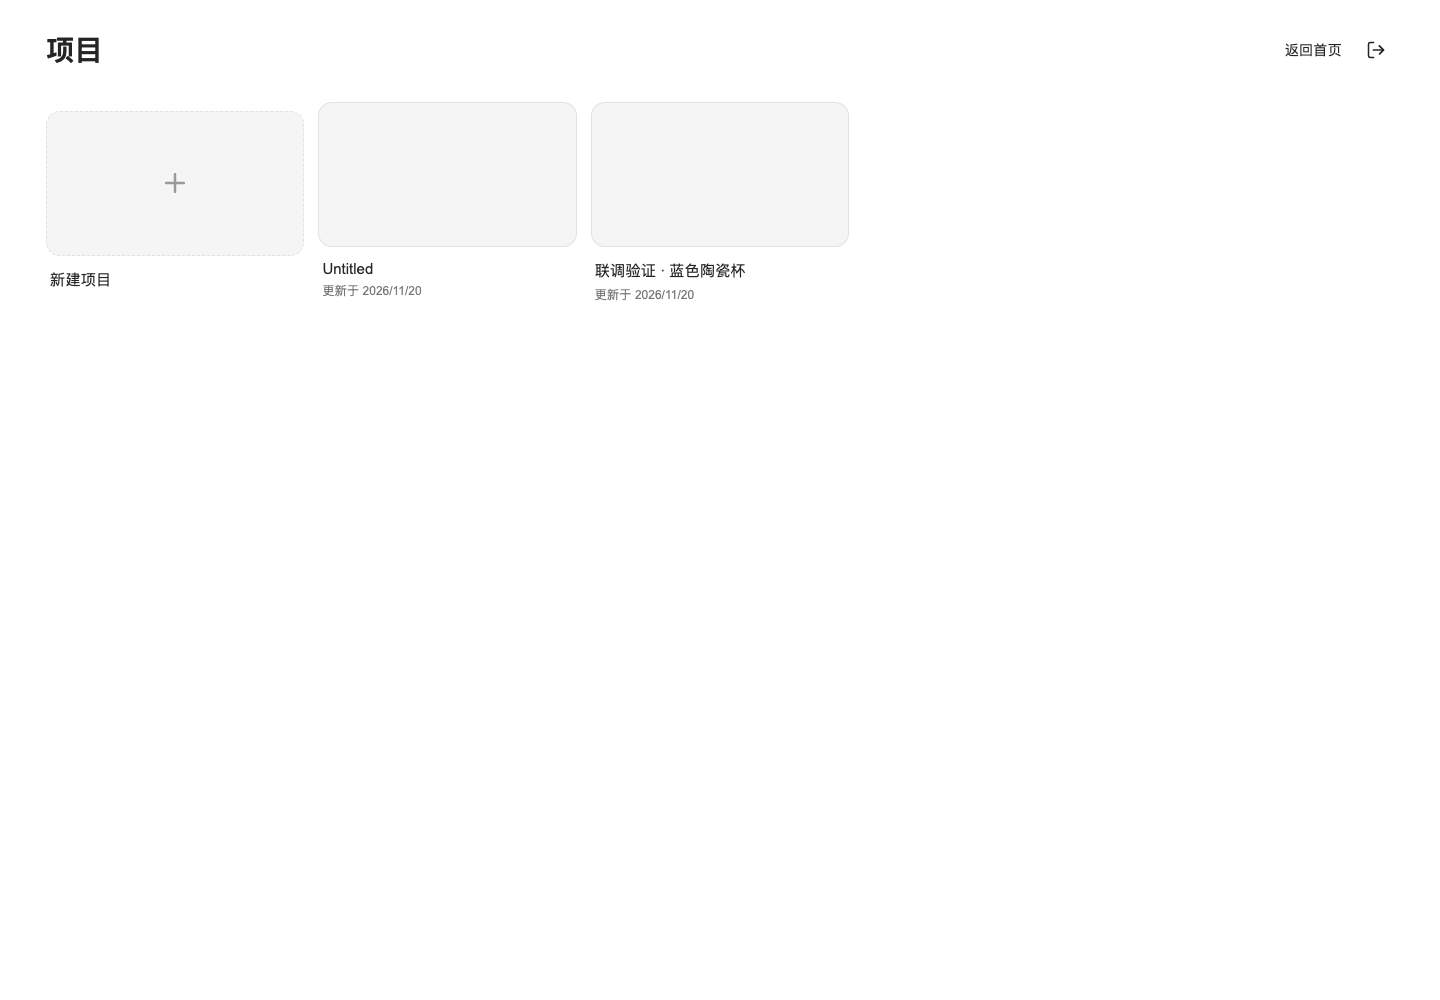 项目
返回首页
新建项目
Untitled
更新于 2026/11/20
联调验证 · 蓝色陶瓷杯
更新于 2026/11/20